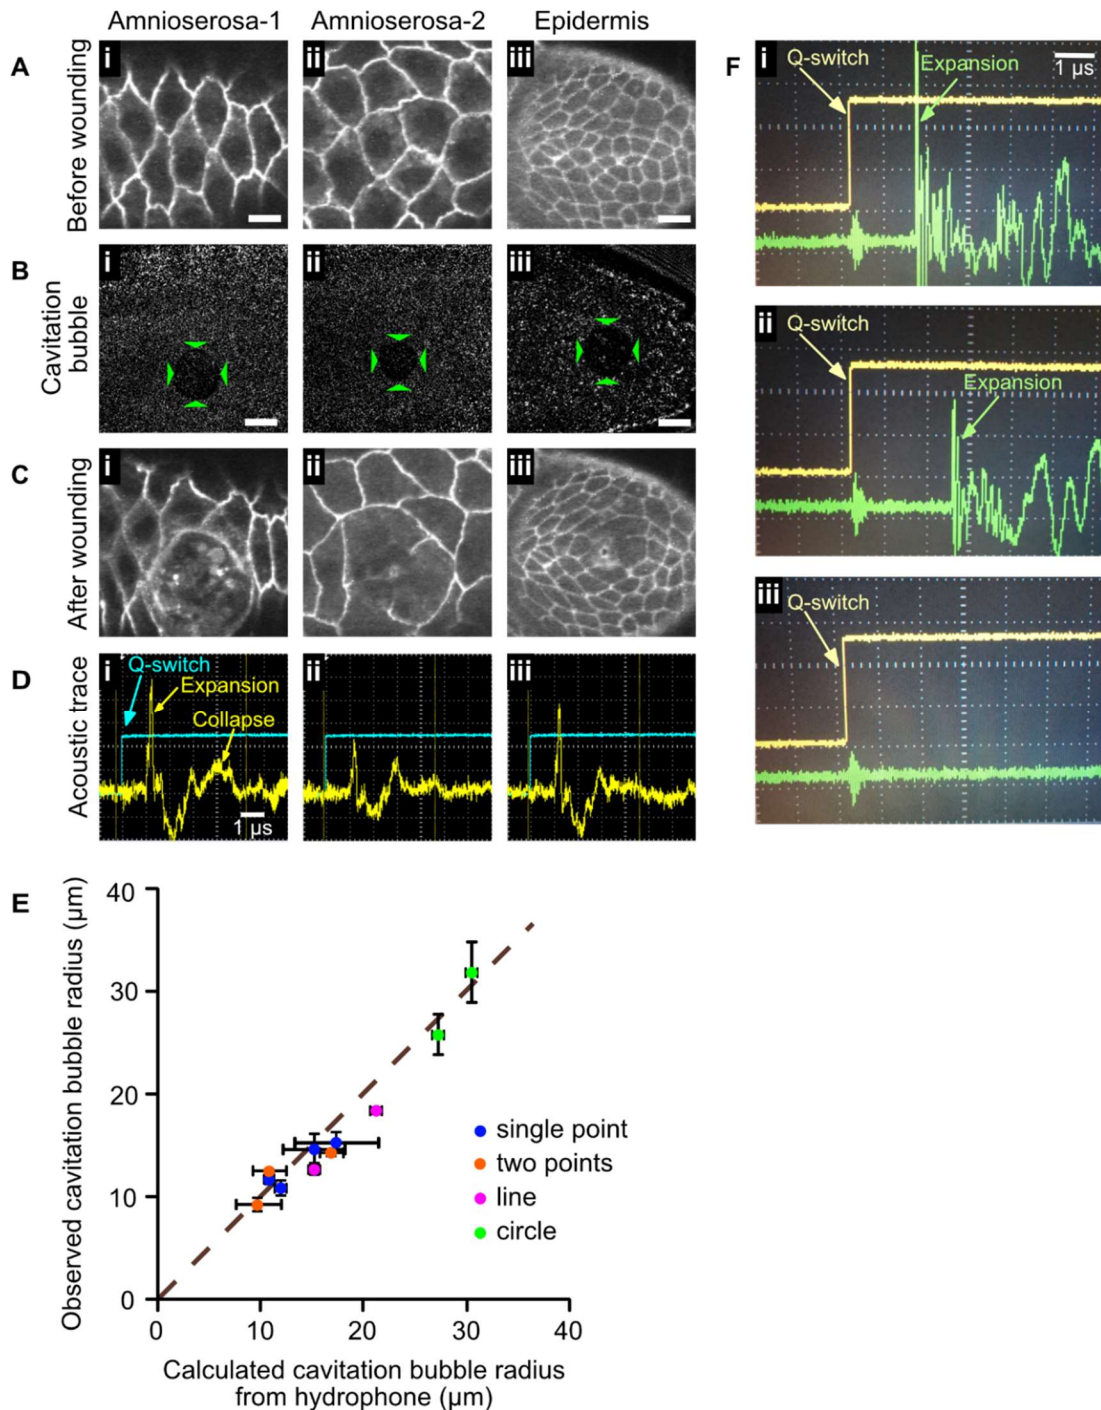 Amnioserosa-1
Amnioserosa-2
Epidermis
A
Before wounding
i
ii
iii
B
Cavitation
bubble
i
ii
iii
C
After wounding
i
ii
iii
D
Acoustic trace
i
Q-switch
Expansion
Collapse
1 µs
ii
iii
F
i
Q-switch
Expansion
1 µs
ii
Q-switch
Expansion
iii
Q-switch
E
Observed cavitation bubble radius (µm)
40
30
20
10
0
single point
two points
line
circle
0
10
20
30
40
Calculated cavitation bubble radius
from hydrophone (µm)